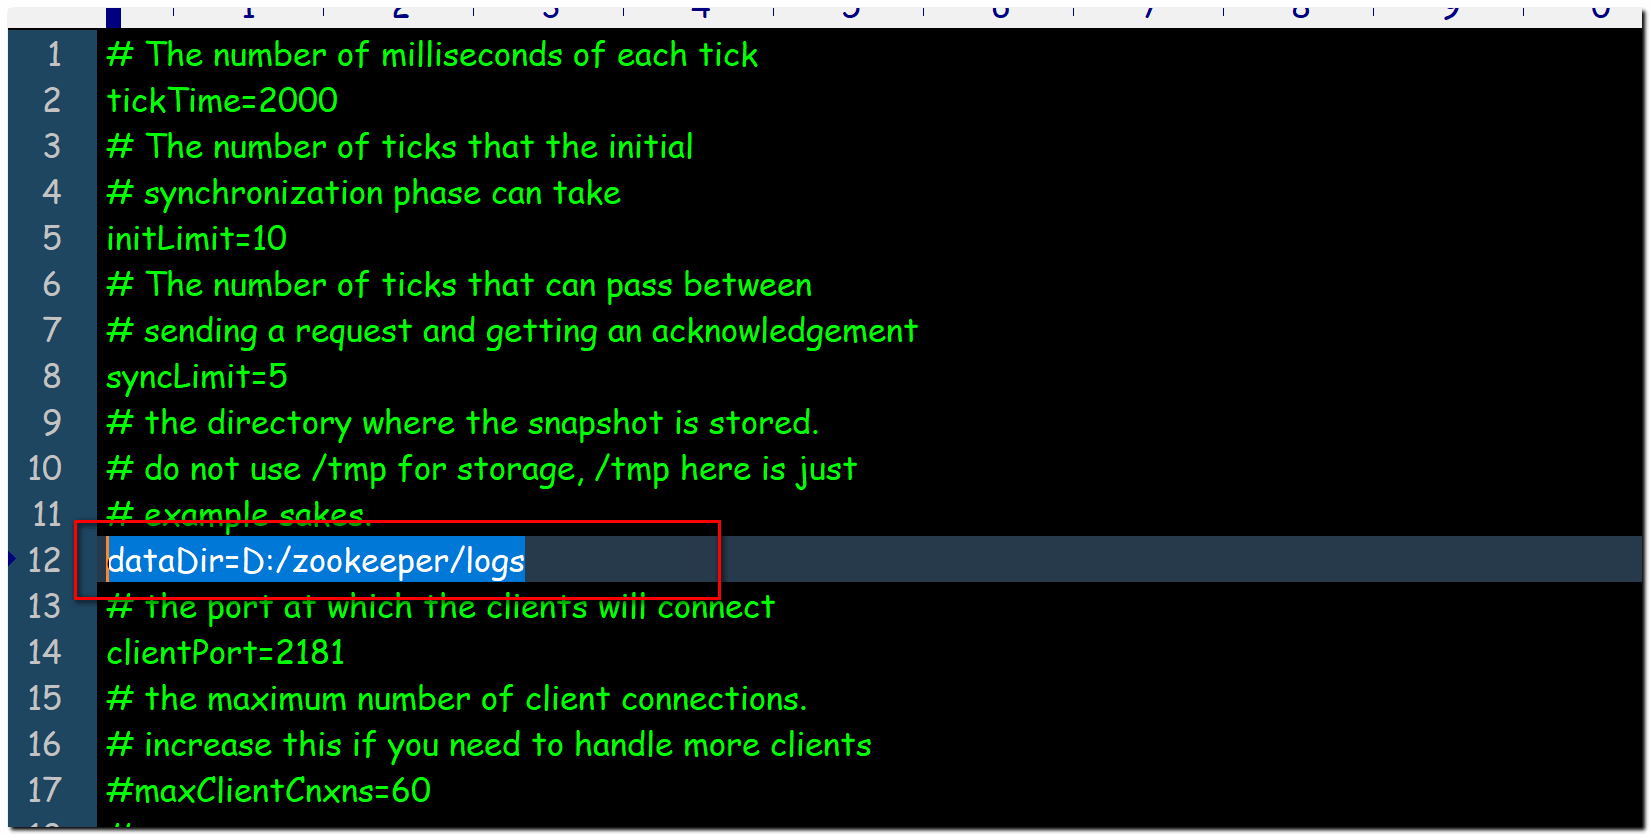 1 2 3 4 5 6 7 8 9 0
1 # The number of milliseconds of each tick
2 tickTime=2000
3 # The number of ticks that the initial
4 # synchronization phase can take
5 initLimit=10
6 # The number of ticks that can pass between
7 # sending a request and getting an acknowledgement
8 syncLimit=5
9 # the directory where the snapshot is stored.
10 # do not use /tmp for storage, /tmp here is just
11 # example sakes.
12 dataDir=D:/zookeeper/logs
13 # the port at which the clients will connect
14 clientPort=2181
15 # the maximum number of client connections.
16 # increase this if you need to handle more clients
17 #maxClientCnxns=60